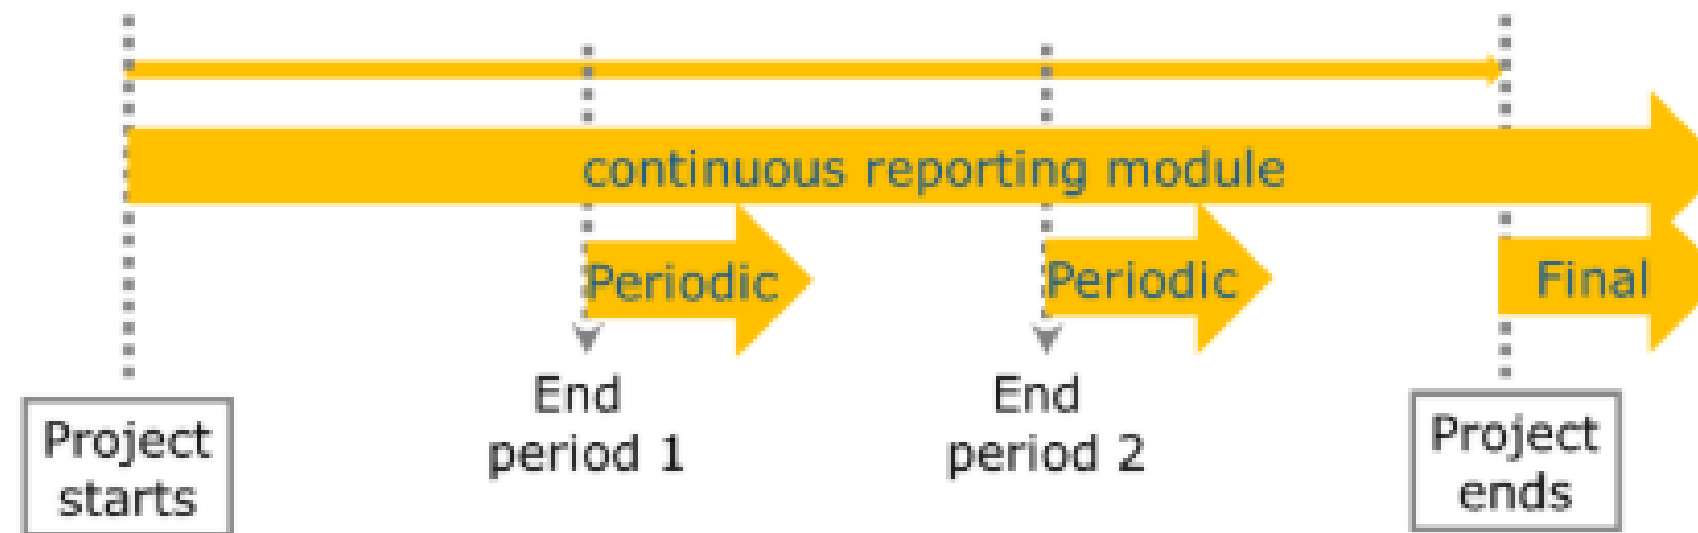 continuous reporting module
Periodic
Periodic
Final
End
period 1
End
period 2
Project
starts
Project
ends